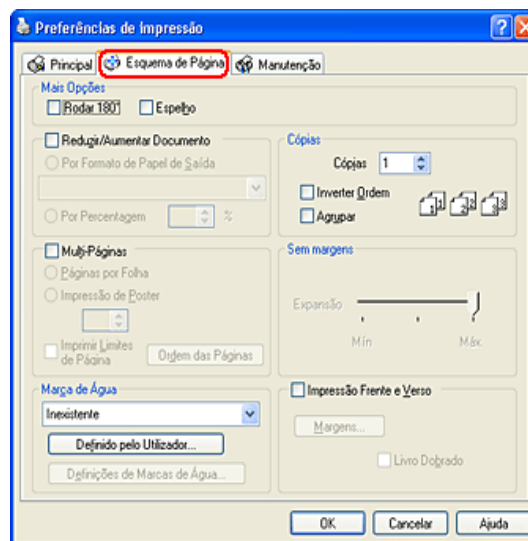 Preferências de Impressão
Principal
Esquema de Página
Manutenção
Mais Opções
Rodar 180°
Espelho
Reduzir/Aumentar Documento
Por Formato de Papel de Saída
Por Percentagem
%
Cópias
Cópias 1
Inverter Ordem
Agrupar
Multi-Páginas
Páginas por Folha
Impressão de Poster
Imprimir Limites
de Página
Ordem das Páginas
Sem margens
Expansão
Mín
Máx.
Marca de Água
Inexistente
Definido pelo Utilizador...
Definições de Marcas de Água...
Impressão Frente e Verso
Margens...
Livro Dobrado
OK
Cancelar
Ajuda